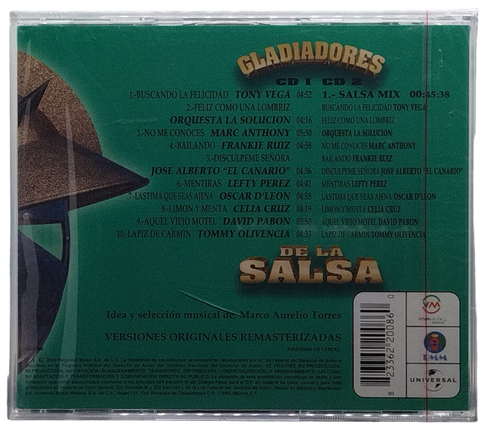 GLADIADORES
CD 1 CD 2
1.-BUSCANDO LA FELICIDAD TONY VEGA 04:52 1.- SALSA MIX 00:45:38
2.-FELIZ COMO UNA LOMBRIZ BUSCANDO LA FELICIDAD TONY VEGA
ORQUESTA LA SOLUCION 04:16 FELIZ COMO UNA LOMBRIZ
3.-NO ME CONOCES MARC ANTHONY 05:30 ORQUESTA LA SOLUCION
4.-BAILANDO FRANKIE RUIZ 04:58 NO ME CONOCES MARC ANTHONY
5.-DISCULPEME SEÑORA BAILANDO FRANKIE RUIZ
JOSE ALBERTO "EL CANARIO" 04:36 DISCULPEME SEÑORA JOSE ALBERTO "EL CANARIO"
6.-MENTIRAS LEFTY PEREZ 04:41 MENTIRAS LEFTY PEREZ
7.-LASTIMA QUE SEAS AJENA OSCAR D'LEON 04:58 LASTIMA QUE SEAS AJENA OSCAR D'LEON
8.-LIMON Y MENTA CELIA CRUZ 04:19 LIMON Y MENTA CELIA CRUZ
9.-AQUEL VIEJO MOTEL DAVID PABON 05:50 AQUEL VIEJO MOTEL DAVID PABON
10.-LAPIZ DE CARMIN TOMMY OLIVENCIA 04:33 LAPIZ DE CARMIN TOMMY OLIVENCIA
DE LA
SALSA
Idea y selección musical de: Marco Aurelio Torres
VERSIONES ORIGINALES REMASTERIZADAS
VM
UNIVERSAL